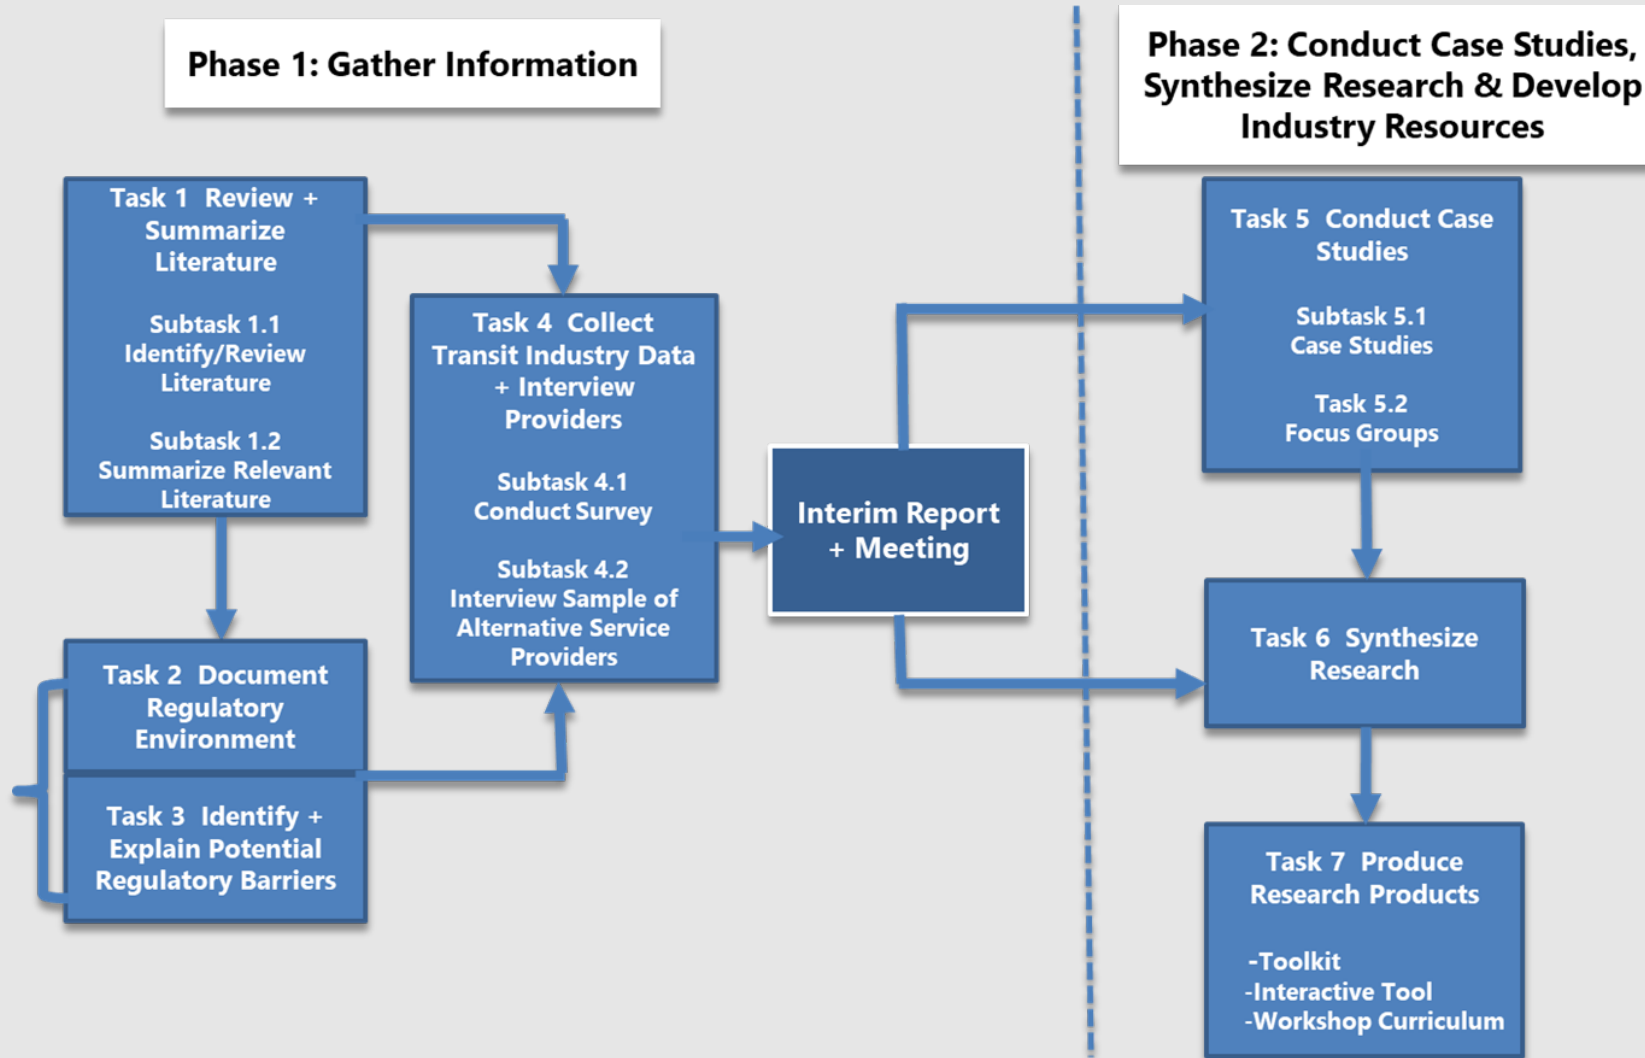 Phase 1: Gather Information
Task 1 Review +
Summarize
Literature
Subtask 1.1
Identify/Review
Literature
Subtask 1.2
Summarize Relevant
Literature
Task 2 Document
Regulatory
Environment
Task 3 Identify +
Explain Potential
Regulatory Barriers
Task 4 Collect
Transit Industry Data
+ Interview
Providers
Subtask 4.1
Conduct Survey
Subtask 4.2
Interview Sample of
Alternative Service
Providers
Interim Report
+ Meeting
Phase 2: Conduct Case Studies,
Synthesize Research & Develop
Industry Resources
Task 5 Conduct Case
Studies
Subtask 5.1
Case Studies
Task 5.2
Focus Groups
Task 6 Synthesize
Research
Task 7 Produce
Research Products
-Toolkit
-Interactive Tool
-Workshop Curriculum